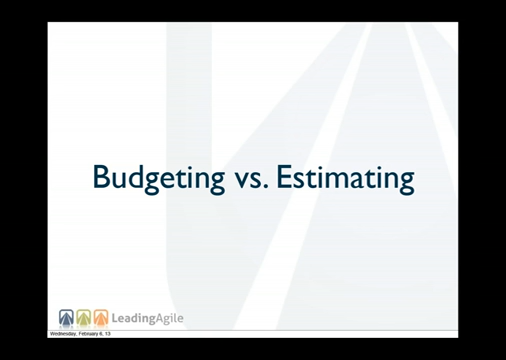 Budgeting vs. Estimating
LeadingAgile
Wednesday, February 6, 13